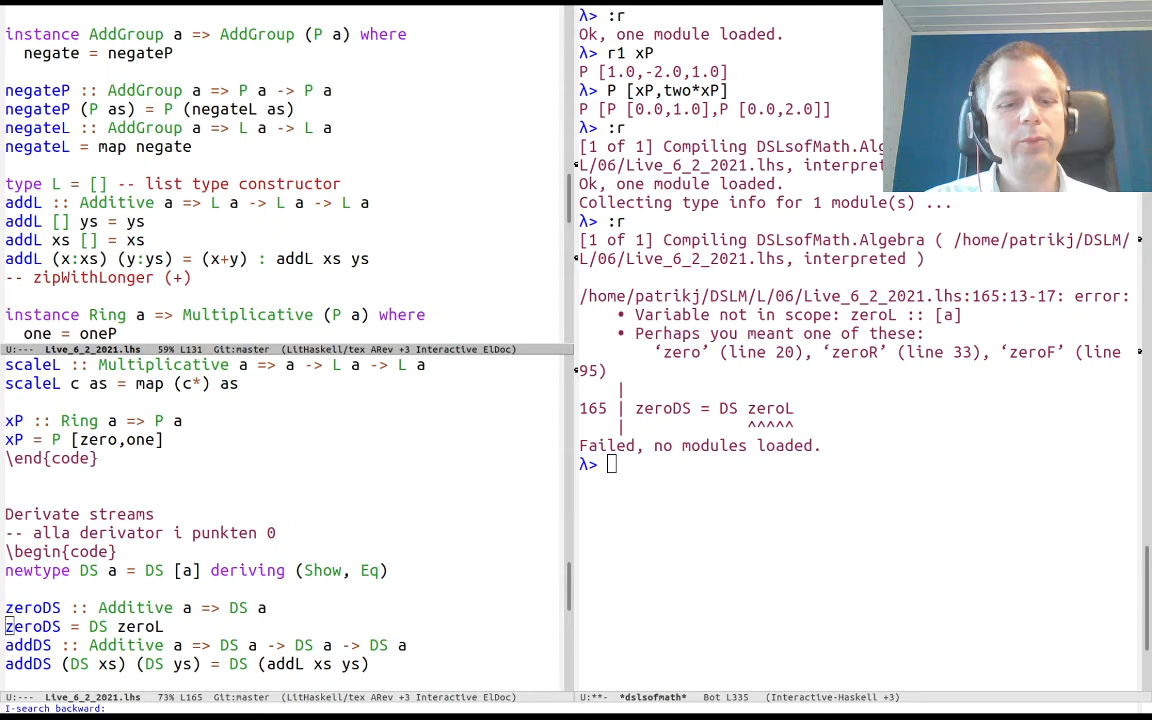 instance AddGroup a => AddGroup (P a) where
  negate = negateP
negateP :: AddGroup a => P a -> P a
negateP (P as) = P (negateL as)
negateL :: AddGroup a => L a -> L a
negateL = map negate
type L = [] -- list type constructor
addL :: Additive a => L a -> L a -> L a
addL [] ys = ys
addL xs [] = xs
addL (x:xs) (y:ys) = (x+y) : addL xs ys
-- zipWithLonger (+)
instance Ring a => Multiplicative (P a) where
  one = oneP
U:---  Live_6_2_2021.lhs   59% L131  Git:master  (LitHaskell/tex ARev +3 Interactive ElDoc)
scaleL :: Multiplicative a => a -> L a -> L a
scaleL c as = map (c*) as
xP :: Ring a => P a
xP = P [zero,one]
\end{code}
Derivate streams
-- alla derivator i punkten 0
\begin{code}
newtype DS a = DS [a] deriving (Show, Eq)
zeroDS :: Additive a => DS a
zeroDS = DS zeroL
addDS :: Additive a => DS a -> DS a -> DS a
addDS (DS xs) (DS ys) = DS (addL xs ys)
U:---  Live_6_2_2021.lhs   73% L165  Git:master  (LitHaskell/tex ARev +3 Interactive ElDoc)
I-search backward:
λ> :r
Ok, one module loaded.
λ> r1 xP
P [1.0,-2.0,1.0]
λ> P [xP,two*xP]
P [P [0.0,1.0],P [0.0,2.0]]
λ> :r
[1 of 1] Compiling DSLsofMath.Alg
L/06/Live_6_2_2021.lhs, interpret
Ok, one module loaded.
Collecting type info for 1 module(s) ...
λ> :r
[1 of 1] Compiling DSLsofMath.Algebra ( /home/patrikj/DSLM/
L/06/Live_6_2_2021.lhs, interpreted )
/home/patrikj/DSLM/L/06/Live_6_2_2021.lhs:165:13-17: error:
    • Variable not in scope: zeroL :: [a]
    • Perhaps you meant one of these:
        ‘zero’ (line 20), ‘zeroR’ (line 33), ‘zeroF’ (line
95)
    |
165 | zeroDS = DS zeroL
    |             ^^^^^
Failed, no modules loaded.
λ>
U:**-  *dslsofmath*   Bot L335   (Interactive-Haskell +3)